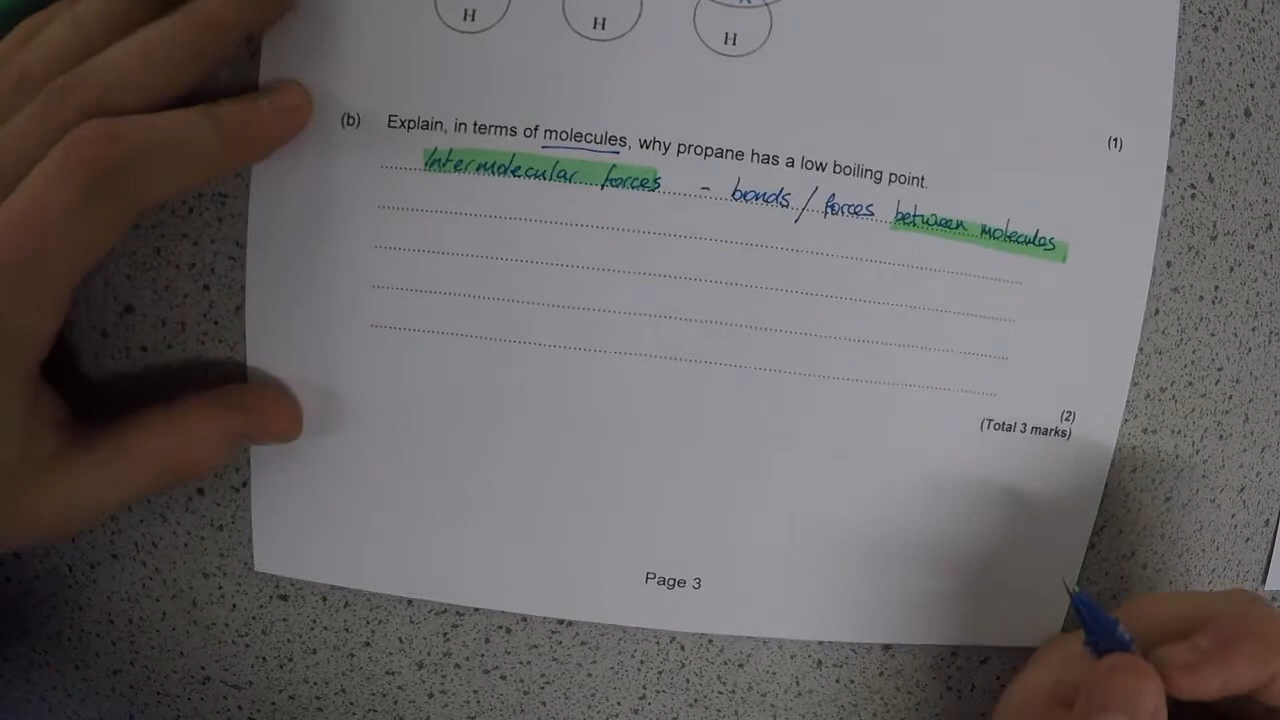 H H H
(1)
(b) Explain, in terms of molecules, why propane has a low boiling point.
Intermolecular forces - bonds / forces between molecules
(2)
(Total 3 marks)
Page 3